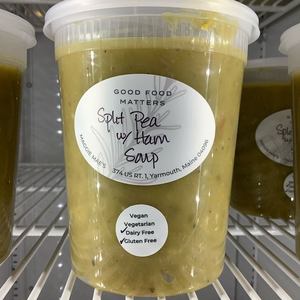 GOOD FOOD
MATTERS
Split Pea
w/ Ham
Soup
MAGGIE MAE'S
374 US RT. 1, Yarmouth, Maine 04096
Vegan
Vegetarian
✓Dairy Free
✓Gluten Free